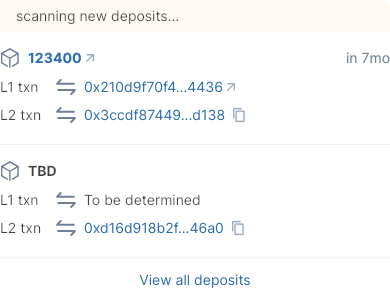 scanning new deposits...
123400 in 7mo
L1 txn 0x210d9f70f4...4436
L2 txn 0x3ccdf87449...d138
TBD
L1 txn To be determined
L2 txn 0xd16d918b2f...46a0
View all deposits